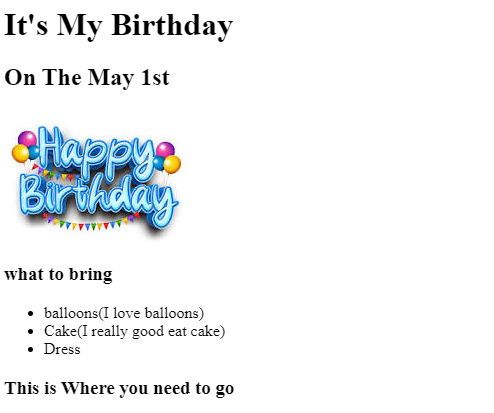 It's My Birthday
On The May 1st
Happy
Birthday
what to bring
balloons(I love balloons)
Cake(I really good eat cake)
Dress
This is Where you need to go